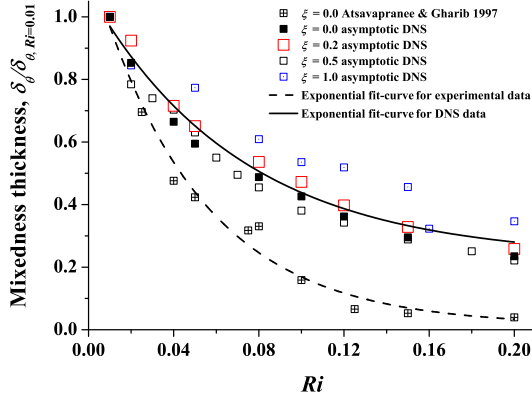 ξ = 0.0 Atsavapranee & Gharib 1997
ξ = 0.0 asymptotic DNS
ξ = 0.2 asymptotic DNS
ξ = 0.5 asymptotic DNS
ξ = 1.0 asymptotic DNS
Exponential fit-curve for experimental data
Exponential fit-curve for DNS data
Mixedness thickness, δθ/δθ, Ri=0.01
1.0
0.8
0.6
0.4
0.2
0.0
0.00 0.04 0.08 0.12 0.16 0.20
Ri